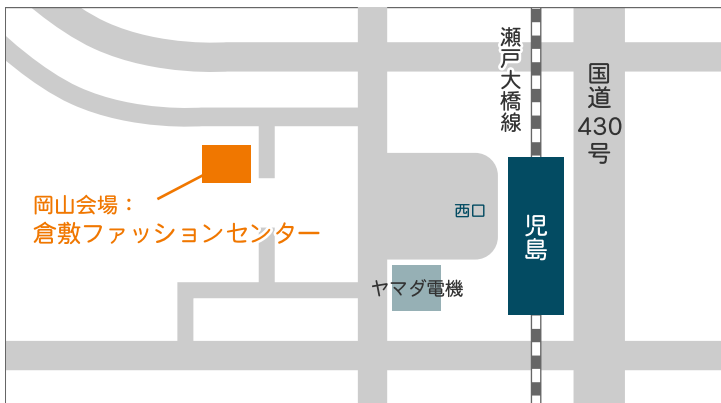 瀬戸大橋線
国道
430
号
岡山会場：
倉敷ファッションセンター
西口
児島
ヤマダ電機